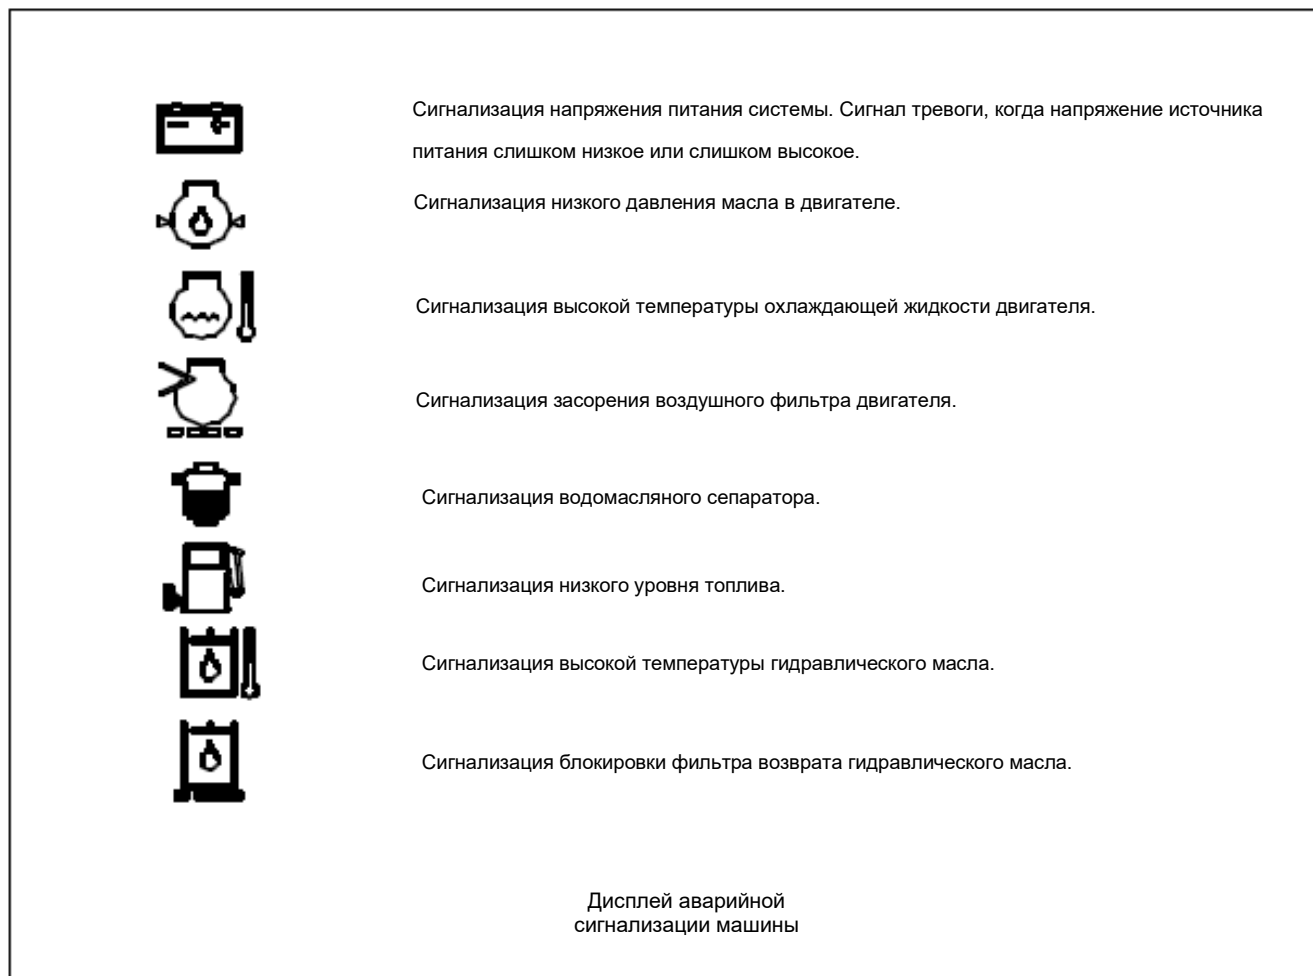 Сигнализация напряжения питания системы. Сигнал тревоги, когда напряжение источника
питания слишком низкое или слишком высокое.
Сигнализация низкого давления масла в двигателе.
Сигнализация высокой температуры охлаждающей жидкости двигателя.
Сигнализация засорения воздушного фильтра двигателя.
Сигнализация водомасляного сепаратора.
Сигнализация низкого уровня топлива.
Сигнализация высокой температуры гидравлического масла.
Сигнализация блокировки фильтра возврата гидравлического масла.
Дисплей аварийной
сигнализации машины